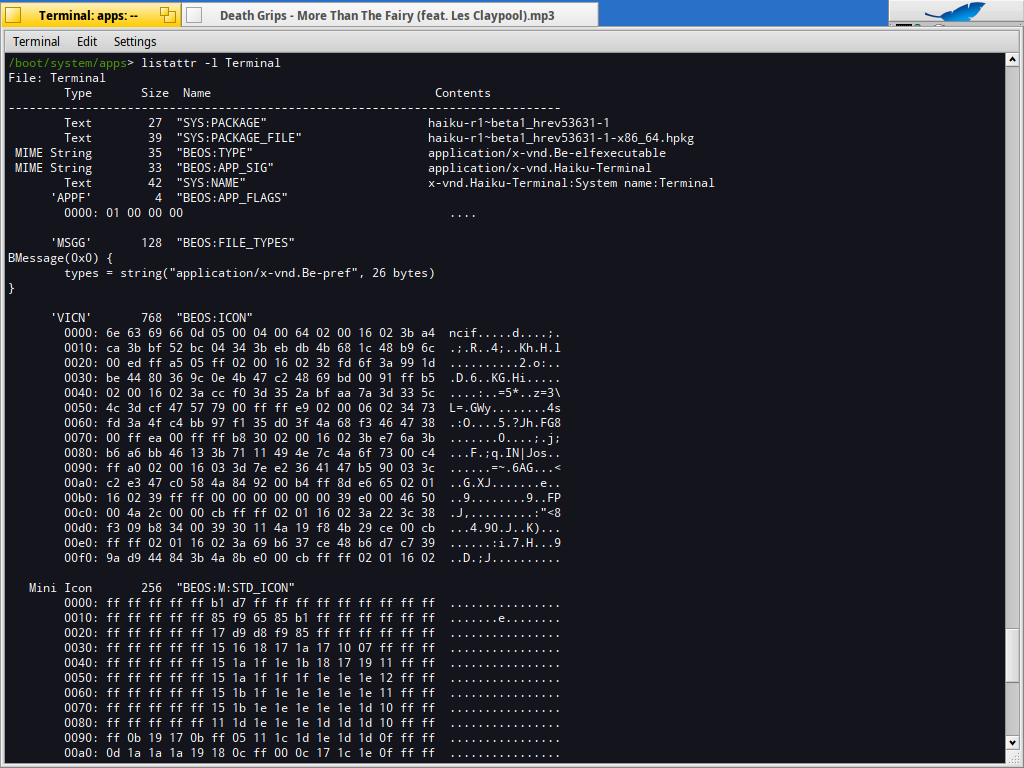 Terminal: apps: --
Death Grips - More Than The Fairy (feat. Les Claypool).mp3
Terminal Edit Settings
/boot/system/apps> listattr -l Terminal
File: Terminal
Type Size Name Contents
-----------------------------------------------------------------------------------
Text 27 "SYS:PACKAGE" haiku-r1~beta1_hrev53631-1
Text 39 "SYS:PACKAGE_FILE" haiku-r1~beta1_hrev53631-1-x86_64.hpkg
MIME String 35 "BEOS:TYPE" application/x-vnd.Be-elfexecutable
MIME String 33 "BEOS:APP_SIG" application/x-vnd.Haiku-Terminal
Text 42 "SYS:NAME" x-vnd.Haiku-Terminal:System name:Terminal
'APPF' 4 "BEOS:APP_FLAGS"
0000: 01 00 00 00 ....
'MSGG' 128 "BEOS:FILE_TYPES"
BMessage(0x0) {
types = string("application/x-vnd.Be-pref", 26 bytes)
}
'VICN' 768 "BEOS:ICON"
0000: 6e 63 69 66 0d 05 00 04 00 64 02 00 16 02 3b a4 ncif.....d....;.
0010: ca 3b bf 52 bc 04 34 3b eb db 4b 68 1c 48 b9 6c .;.R..4;..Kh.H.l
0020: 00 ed ff a5 05 ff 02 00 16 02 32 fd 6f 3a 99 1d ..........2.o:..
0030: be 44 80 36 9c 0e 4b 47 c2 48 69 bd 00 91 ff b5 .D.6..KG.Hi.....
0040: 02 00 16 02 3a cc f0 3d 35 2a bf aa 7a 3d 33 5c ....:..=5*..z=3\
0050: 4c 3d cf 47 57 79 00 ff ff e9 02 00 06 02 34 73 L=.GWy........4s
0060: fd 3a 4f c4 bb 97 f1 35 d0 3f 4a 68 f3 46 47 38 .:O....5.?Jh.FG8
0070: 00 ff ea 00 ff ff b8 30 02 00 16 02 3b e7 6a 3b .......0....;.j;
0080: b6 a6 bb 46 13 3b 71 11 49 4e 7c 4a 6f 73 00 c4 ...F.;q.IN|Jos..
0090: ff a0 02 00 16 03 3d 7e e2 36 41 47 b5 90 03 3c ......=~.6AG...<
00a0: c2 e3 47 c0 58 4a 84 92 00 b4 ff 8d e6 65 02 01 ..G.XJ.......e..
00b0: 16 02 39 ff ff 00 00 00 00 00 00 39 e0 00 46 50 ..9........9..FP
00c0: 00 4a 2c 00 00 cb ff ff 02 01 16 02 3a 22 3c 38 .J,.........:"<8
00d0: f3 09 b8 34 00 39 30 11 4a 19 f8 4b 29 ce 00 cb ...4.90.J..K)...
00e0: ff ff 02 01 16 02 3a 69 b6 37 ce 48 b6 d7 c7 39 ......:i.7.H...9
00f0: 9a d9 44 84 3b 4a 8b e0 00 cb ff ff 02 01 16 02 ..D.;J..........
Mini Icon 256 "BEOS:M:STD_ICON"
0000: ff ff ff ff ff b1 d7 ff ff ff ff ff ff ff ff ff ................
0010: ff ff ff ff ff 85 f9 65 85 b1 ff ff ff ff ff ff .......e........
0020: ff ff ff ff ff 17 d9 d8 f9 85 ff ff ff ff ff ff ................
0030: ff ff ff ff ff 15 16 18 17 1a 17 10 07 ff ff ff ................
0040: ff ff ff ff ff 15 1a 1f 1e 1b 18 17 19 11 ff ff ................
0050: ff ff ff ff ff 15 1a 1f 1f 1f 1e 1e 1e 12 ff ff ................
0060: ff ff ff ff ff 15 1b 1f 1e 1e 1e 1e 1e 11 ff ff ................
0070: ff ff ff ff ff 15 1b 1e 1e 1e 1e 1e 1d 10 ff ff ................
0080: ff ff ff ff ff 11 1d 1e 1e 1e 1d 1d 1d 10 ff ff ................
0090: ff 0b 19 17 0b ff 05 11 1c 1d 1e 1d 1d 0f ff ff ................
00a0: 0d 1a 1a 1a 19 18 0c ff 00 0c 17 1c 1e 0f ff ff ................